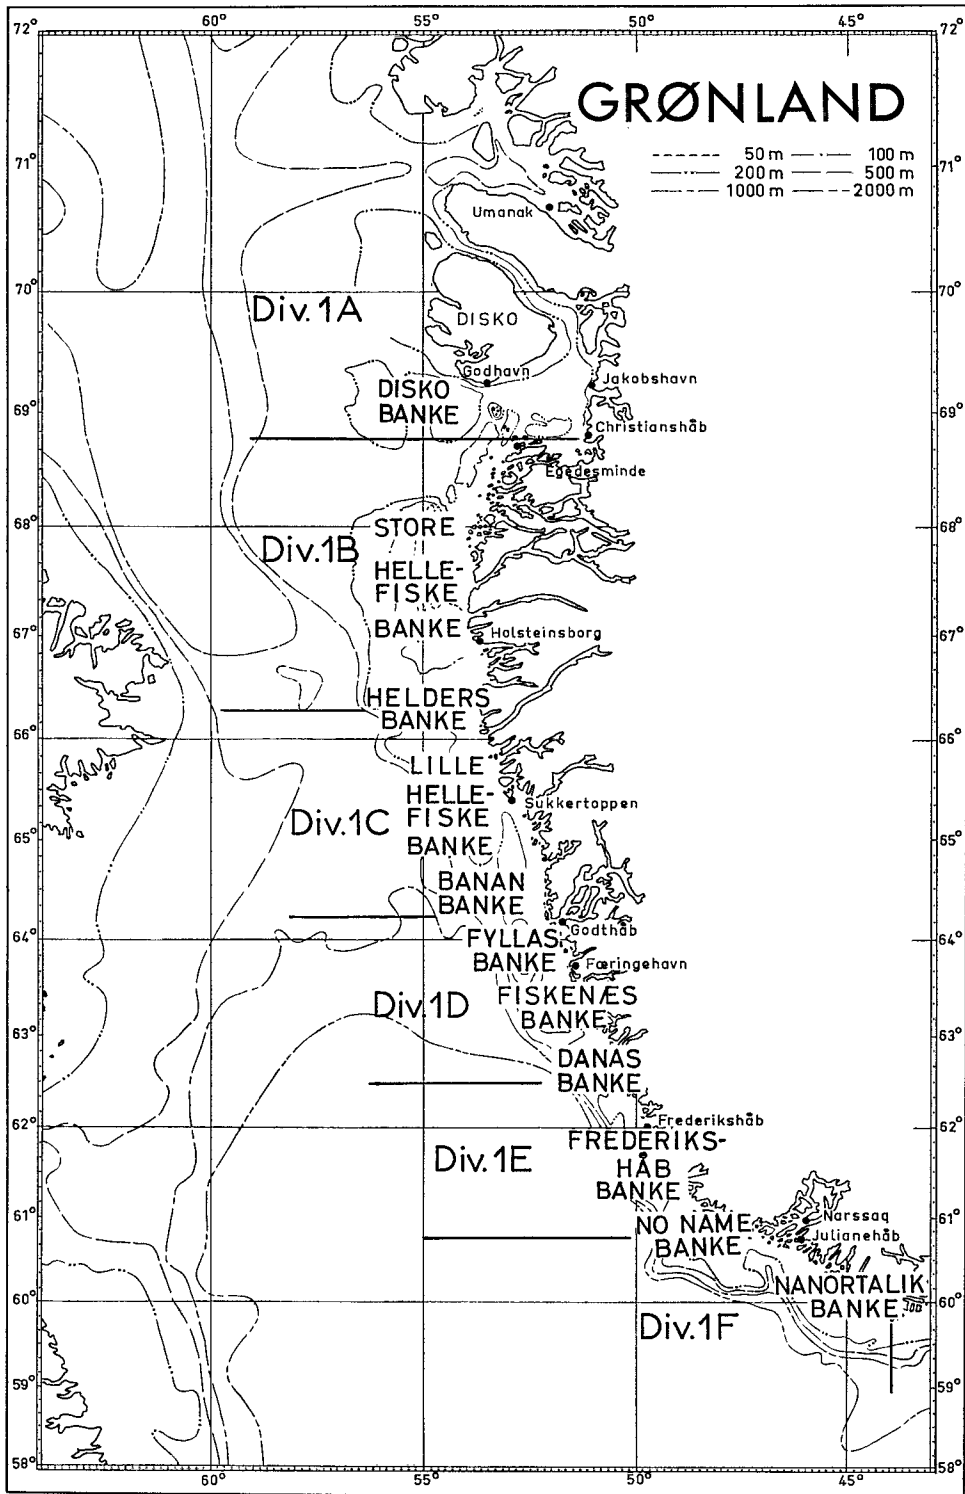 60° 55° 50° 45°
72° 72°
GRØNLAND
50 m 100 m
200 m 500 m
1000 m 2000 m
71° 71°
Umanak
70° 70°
Div.1A
DISKO
Godhavn
Jakobshavn
DISKO
BANKE
69° 69°
Christianshåb
Egedesminde
68° 68°
STORE
Div.1B
HELLE-
FISKE
BANKE
67° 67°
Holsteinsborg
HELDERS
BANKE
66° 66°
LILLE
HELLE-
FISKE
BANKE
Sukkertoppen
Div.1C
65° 65°
BANAN
BANKE
Godthåb
64° 64°
FYLLAS
BANKE
Færingehavn
FISKENÆS
BANKE
Div.1D
63° 63°
DANAS
BANKE
Frederikshåb
62° 62°
FREDERIKS-
HÅB
BANKE
Div.1E
61° 61°
NO NAME
BANKE
Narssaq
Julianehåb
NANORTALIK
BANKE
60° 60°
Div.1F
59° 59°
58° 58°
60° 55° 50° 45°